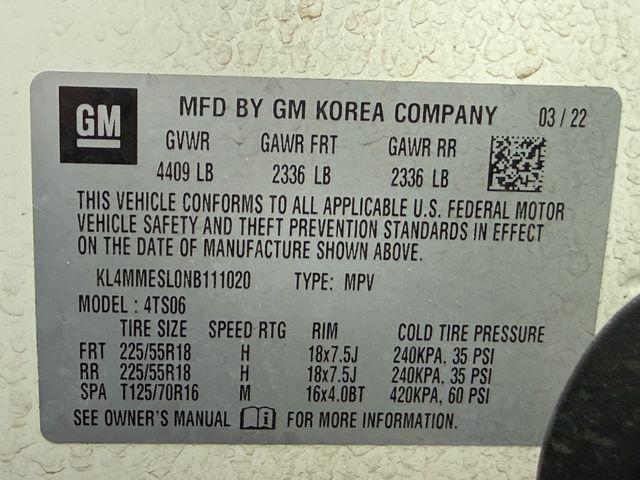 GM MFD BY GM KOREA COMPANY 03/22
GVWR GAWR FRT GAWR RR
4409 LB 2336 LB 2336 LB
THIS VEHICLE CONFORMS TO ALL APPLICABLE U.S. FEDERAL MOTOR
VEHICLE SAFETY AND THEFT PREVENTION STANDARDS IN EFFECT
ON THE DATE OF MANUFACTURE SHOWN ABOVE.
KL4MMESL0NB111020 TYPE: MPV
MODEL: 4TS06
TIRE SIZE SPEED RTG RIM COLD TIRE PRESSURE
FRT 225/55R18 H 18x7.5J 240KPA, 35 PSI
RR 225/55R18 H 18x7.5J 240KPA, 35 PSI
SPA T125/70R16 M 16x4.0BT 420KPA, 60 PSI
SEE OWNER'S MANUAL FOR MORE INFORMATION.